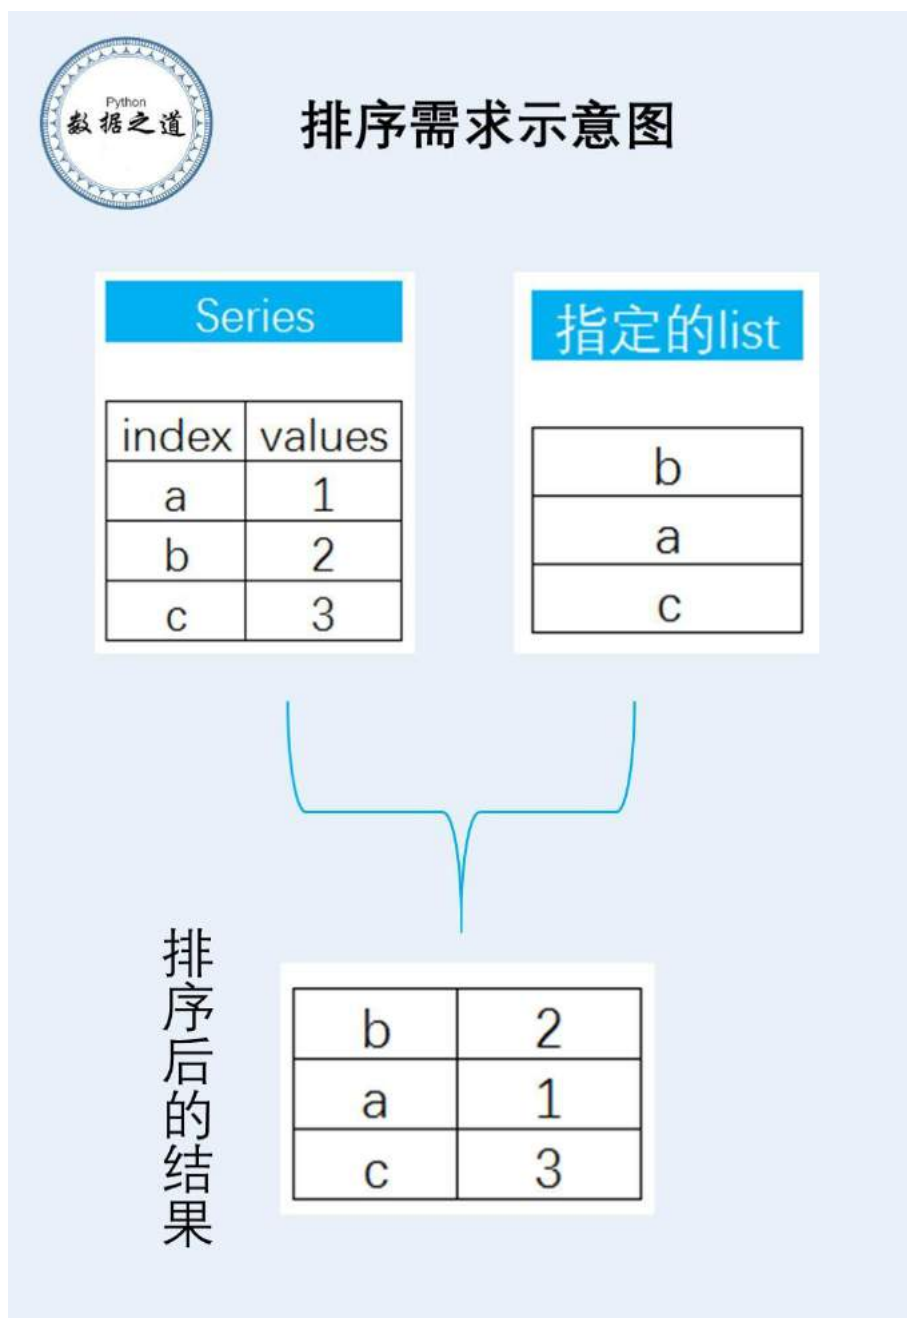 Python
数据之道
排序需求示意图
Series
index values
a 1
b 2
c 3
指定的list
b
a
c
排序后的结果
b 2
a 1
c 3